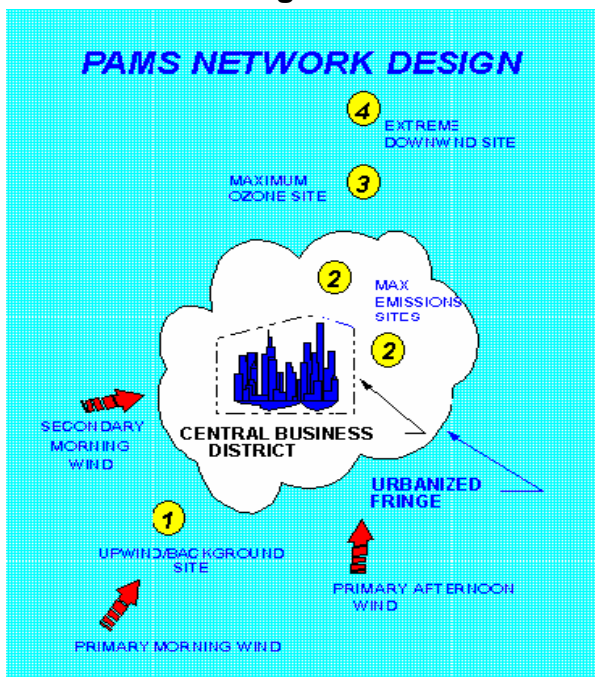 PAMS NETWORK DESIGN
4
EXTREME
DOWNWIND SITE
MAXIMUM
OZONE SITE
3
2
MAX
EMISSIONS
SITES
2
SECONDARY
MORNING
WIND
CENTRAL BUSINESS
DISTRICT
URBANIZED
FRINGE
1
UPWIND/BACKGROUND
SITE
PRIMARY AFTERNOON
WIND
PRIMARY MORNING WIND